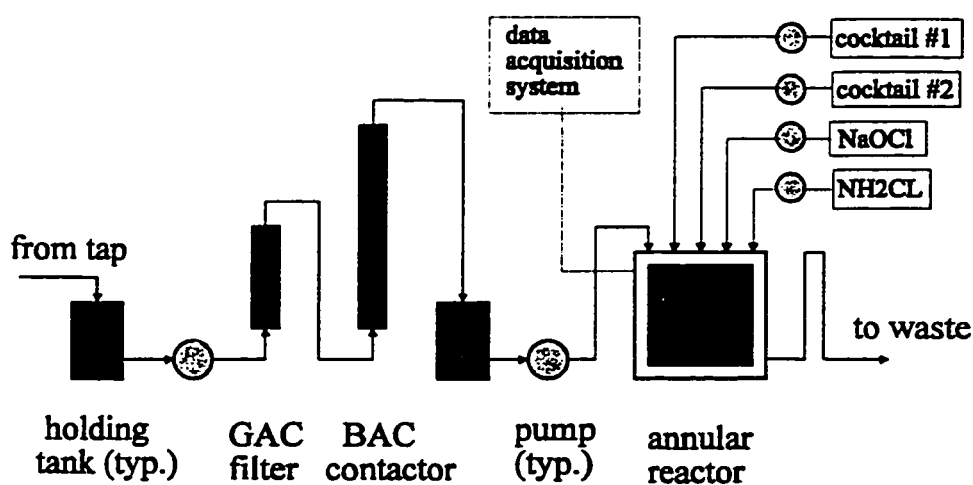 data
acquisition
system
cocktail #1
cocktail #2
NaOCl
NH2CL
from tap
to waste
holding
tank (typ.)
GAC
filter
BAC
contactor
pump
(typ.)
annular
reactor